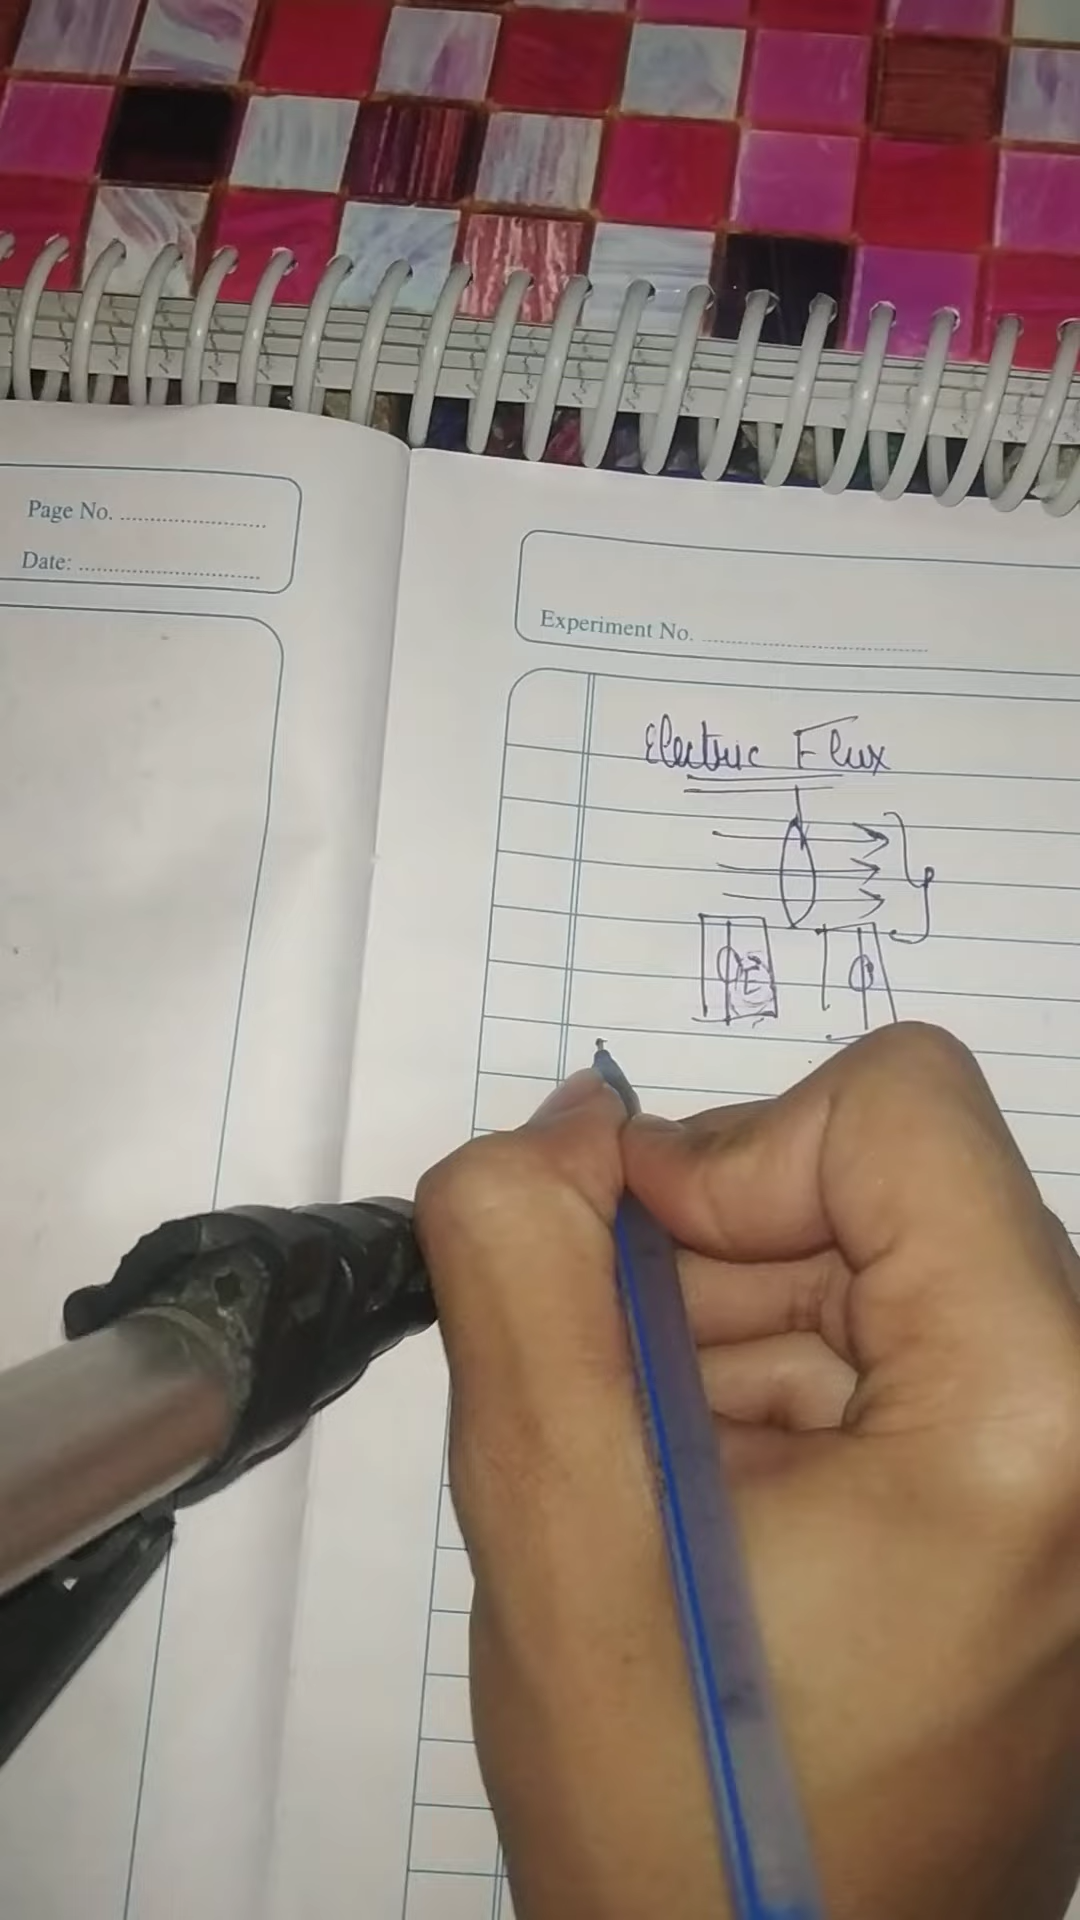 Page No.
Date:
Experiment No.
Electric Flux
ΦE Φ